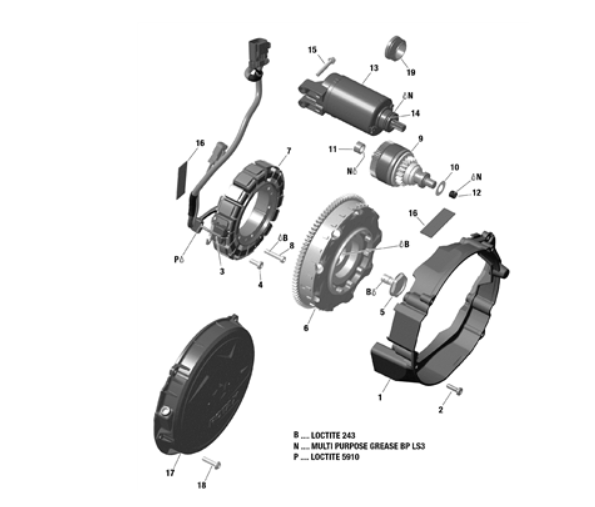 15
19
13
N
14
16
7
11
9
N
10
N
12
16
B
8
B
P
3
4
B
5
6
1
2
17
18
B .... LOCTITE 243
N .... MULTI PURPOSE GREASE BP LS3
P .... LOCTITE 5910